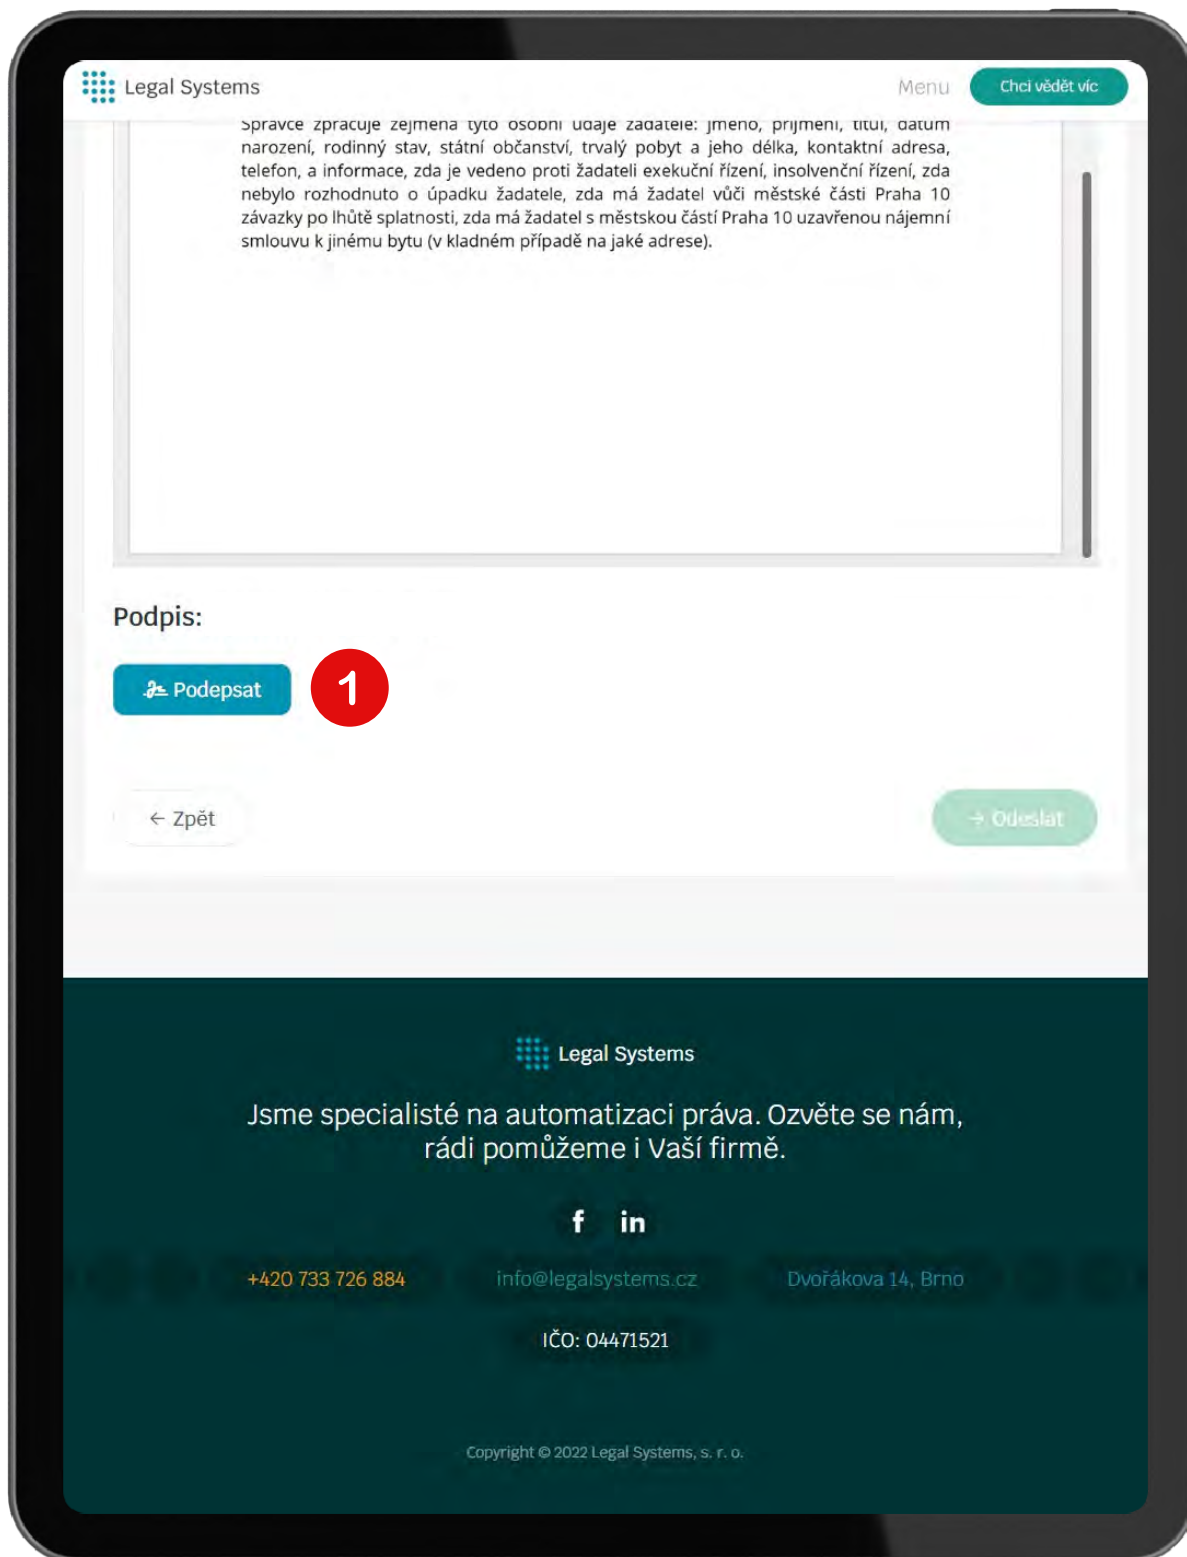 Legal Systems
Menu
Chci vědět víc
Správce zpracuje zejména tyto osobní údaje žadatele: jméno, příjmení, titul, datum
narození, rodinný stav, státní občanství, trvalý pobyt a jeho délka, kontaktní adresa,
telefon, a informace, zda je vedeno proti žadateli exekuční řízení, insolvenční řízení, zda
nebylo rozhodnuto o úpadku žadatele, zda má žadatel vůči městské části Praha 10
závazky po lhůtě splatnosti, zda má žadatel s městskou částí Praha 10 uzavřenou nájemní
smlouvu k jinému bytu (v kladném případě na jaké adrese).
Podpis:
Podepsat
1
← Zpět
→ Odeslat
Legal Systems
Jsme specialisté na automatizaci práva. Ozvěte se nám,
rádi pomůžeme i Vaší firmě.
f in
+420 733 726 884
info@legalsystems.cz
Dvořákova 14, Brno
IČO: 04471521
Copyright © 2022 Legal Systems, s. r. o.